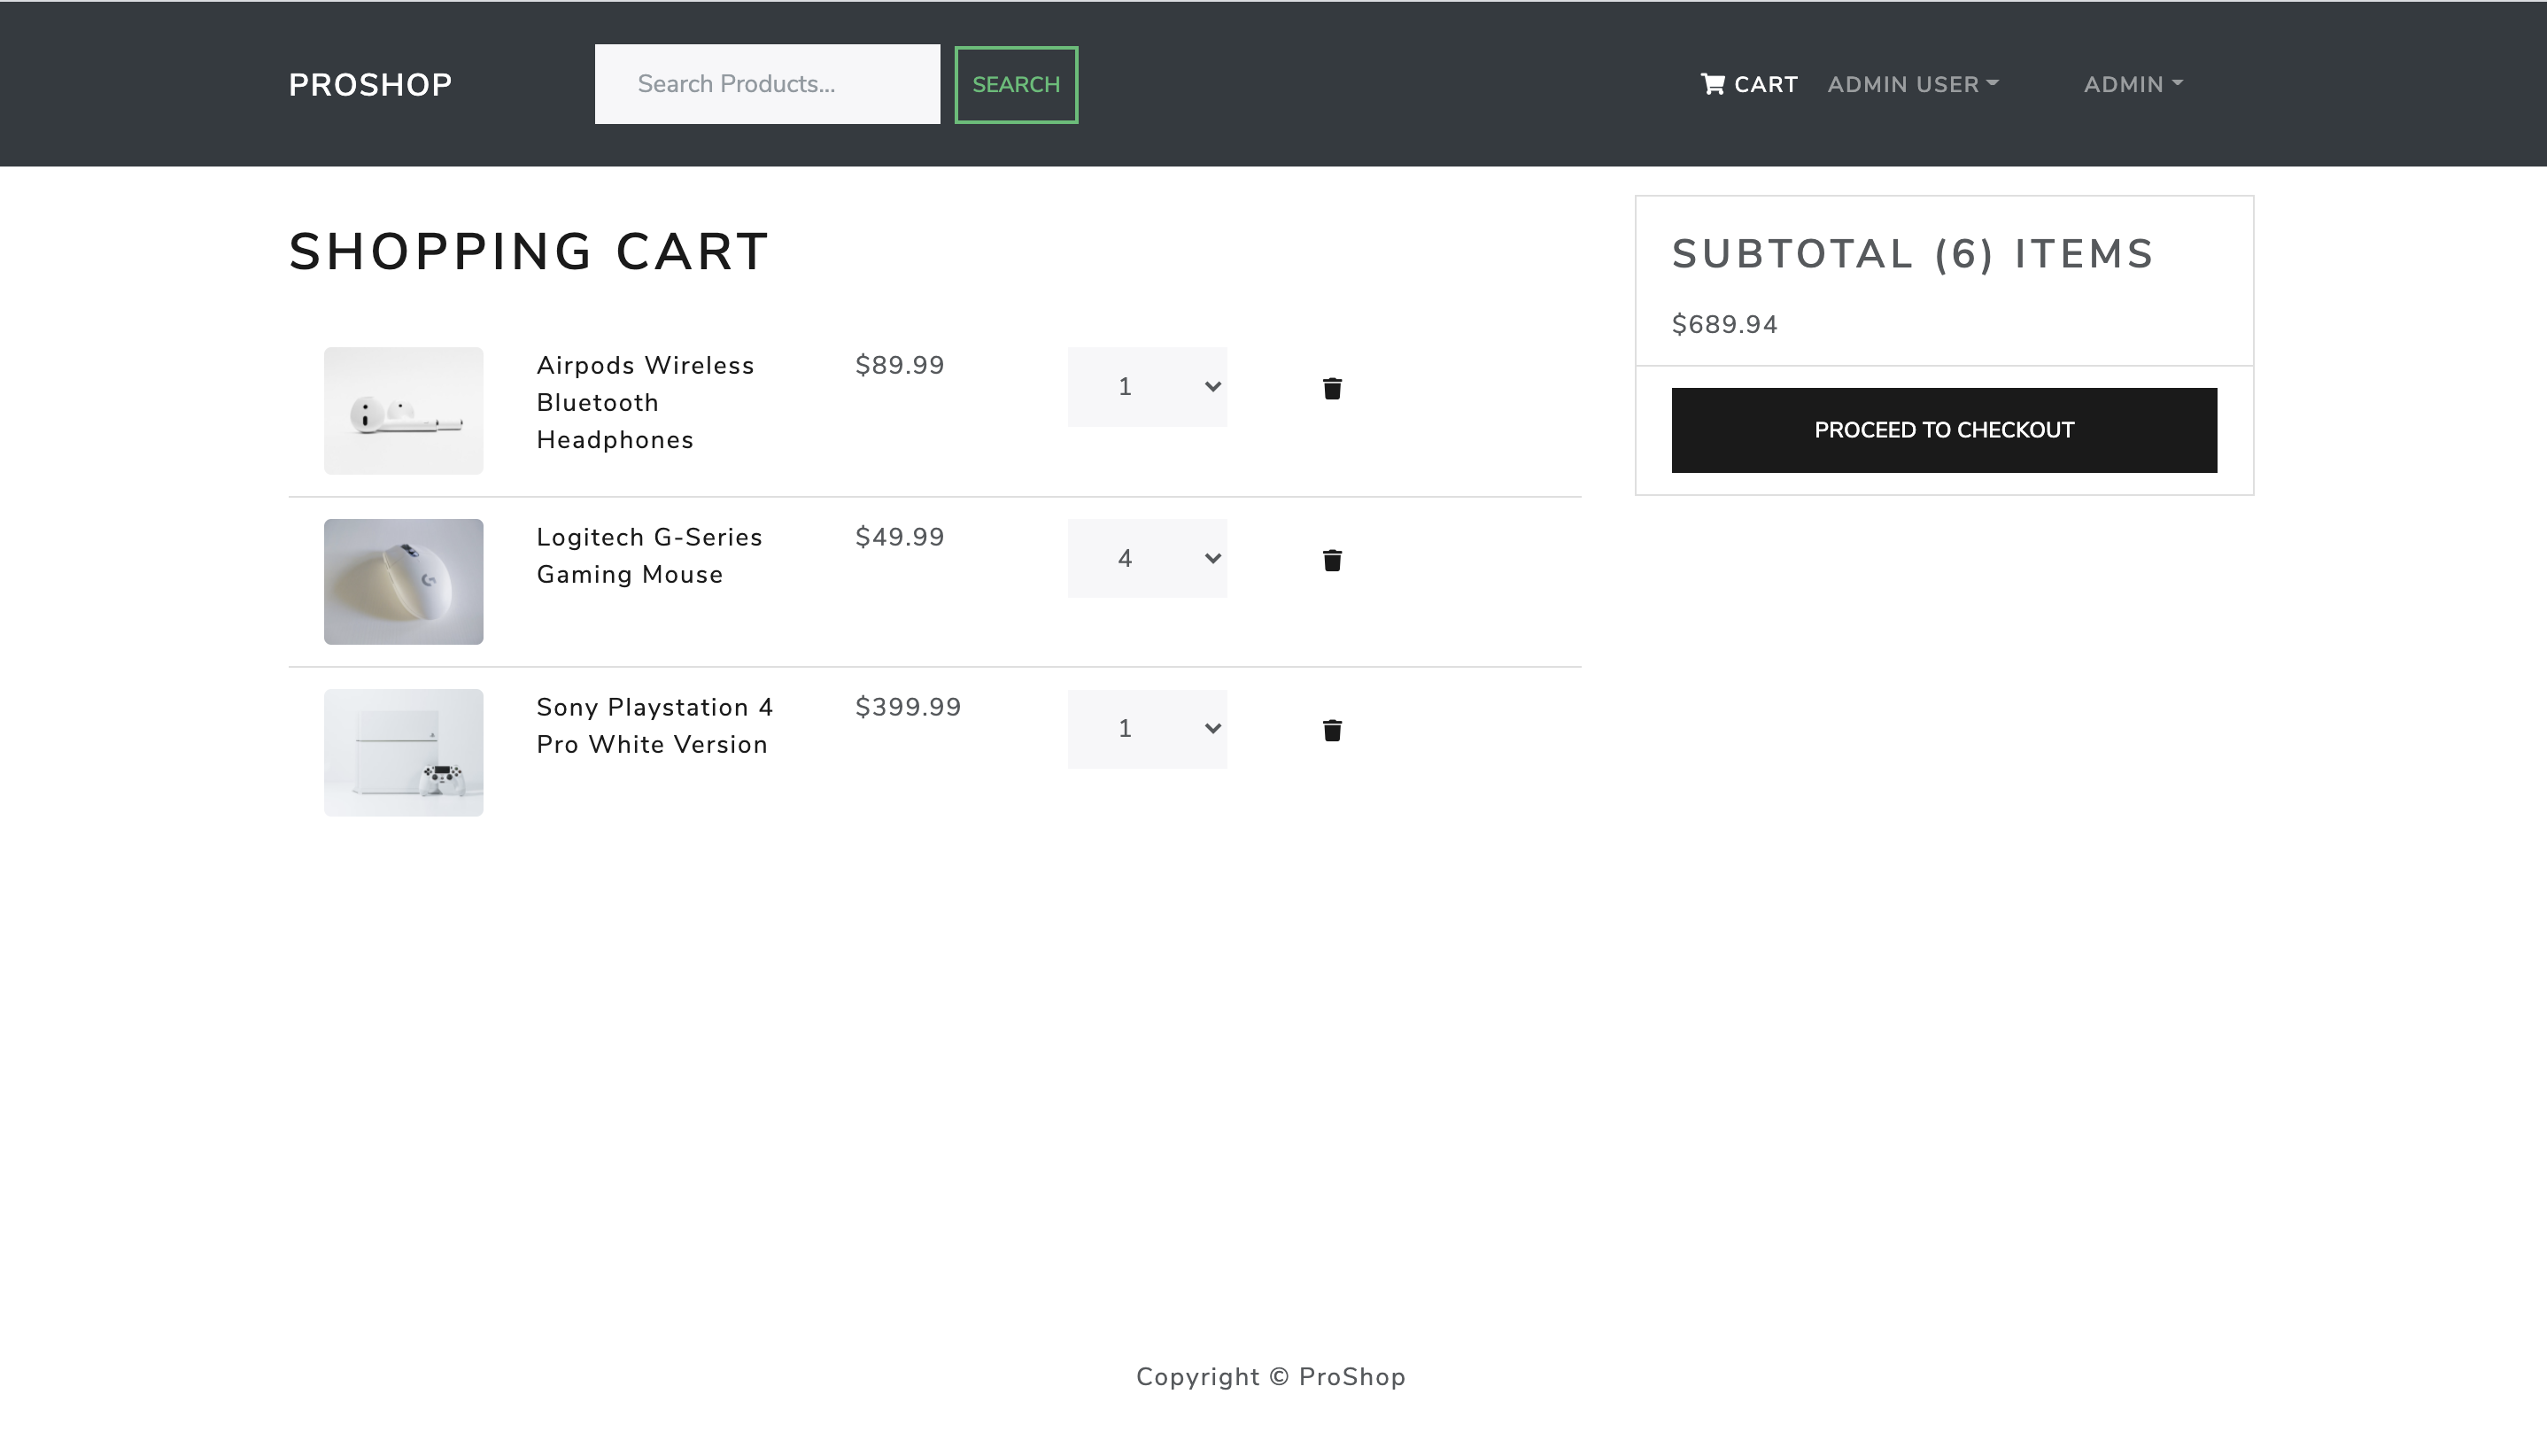 PROSHOP
Search Products...
SEARCH
CART
ADMIN USER
ADMIN
SHOPPING CART
Airpods Wireless
Bluetooth
Headphones
$89.99
1
Logitech G-Series
Gaming Mouse
$49.99
4
Sony Playstation 4
Pro White Version
$399.99
1
SUBTOTAL (6) ITEMS
$689.94
PROCEED TO CHECKOUT
Copyright © ProShop